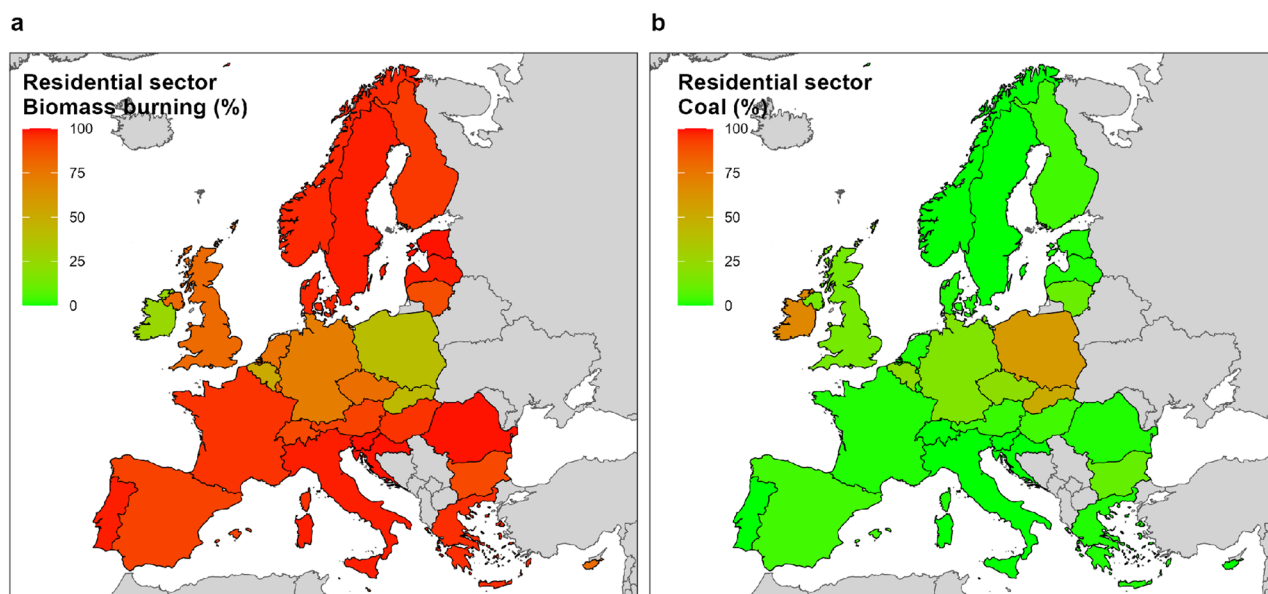 a
Residential sector
Biomass burning (%)
100
75
50
25
0
b
Residential sector
Coal (%)
100
75
50
25
0